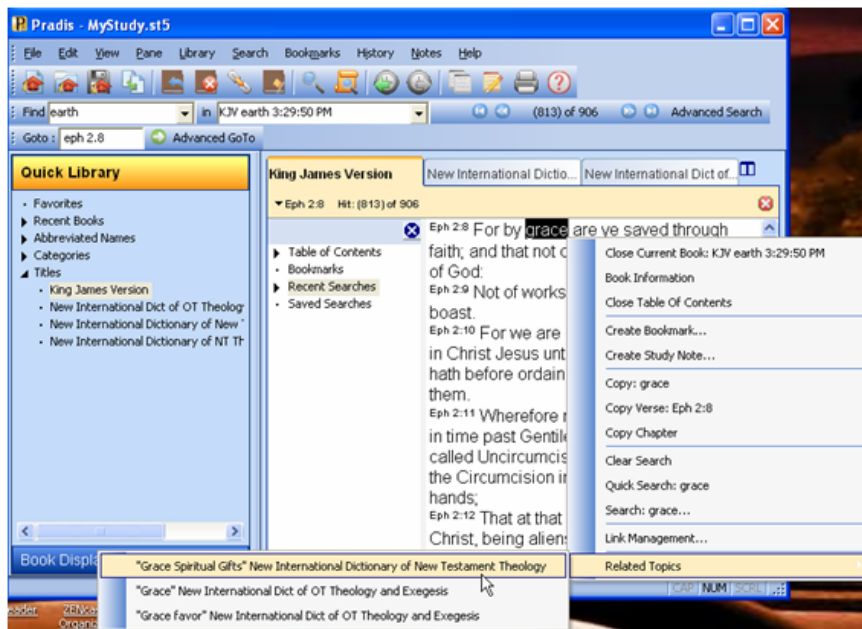 Pradis - MyStudy.st5
File Edit View Pane Library Search Bookmarks History Notes Help
Find earth in KJV earth 3:29:50 PM (813) of 906 Advanced Search
Goto : eph 2.8 Advanced GoTo
Quick Library
Favorites
Recent Books
Abbreviated Names
Categories
Titles
King James Version
New International Dict of OT Theolog
New International Dictionary of New
New International Dictionary of NT Th
Book Displa
King James Version New International Dictio... New International Dict of...
Eph 2:8 Hit: (813) of 906
Table of Contents
Bookmarks
Recent Searches
Saved Searches
Eph 2:8 For by grace are ye saved through
faith; and that not
of God:
Eph 2:9 Not of works
boast.
Eph 2:10 For we are
in Christ Jesus unt
hath before ordain
them.
Eph 2:11 Wherefore
in time past Gentil
called Uncircumcis
the Circumcision i
hands;
Eph 2:12 That at that
Christ, being alien
Close Current Book: KJV earth 3:29:50 PM
Book Information
Close Table Of Contents
Create Bookmark...
Create Study Note...
Copy: grace
Copy Verse: Eph 2:8
Copy Chapter
Clear Search
Quick Search: grace
Search: grace...
Link Management...
Related Topics
"Grace Spiritual Gifts" New International Dictionary of New Testament Theology
"Grace" New International Dict of OT Theology and Exegesis
"Grace favor" New International Dict of OT Theology and Exegesis
CAP NUM SCRL
eader
ZENca
Organiz